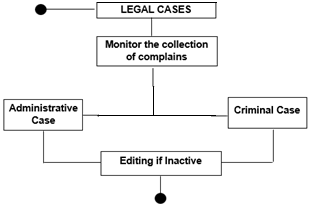 LEGAL CASES
Monitor the collection
of complains
Administrative
Case
Criminal Case
Editing if Inactive